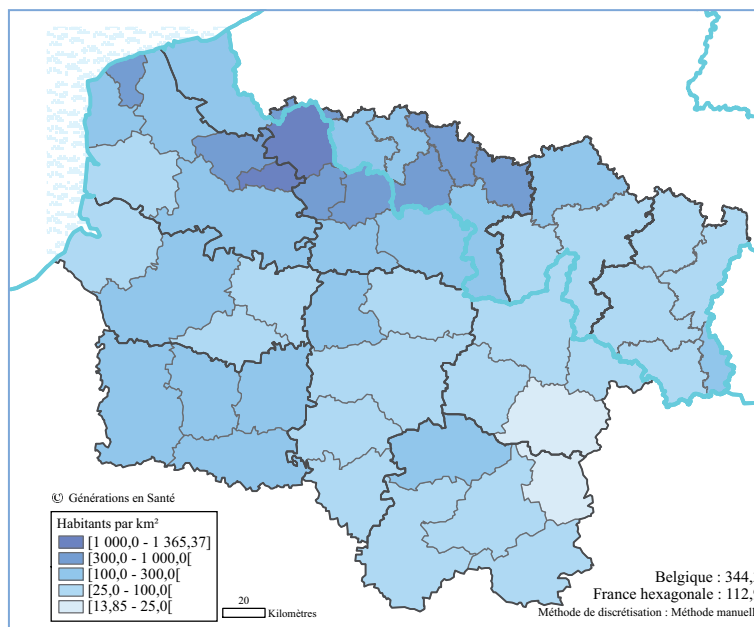 © Générations en Santé
Habitants par km²
[1 000,0 - 1 365,37]
[300,0 - 1 000,0[
[100,0 - 300,0[
[25,0 - 100,0[
[13,85 - 25,0[
20
Kilomètres
Belgique : 344,
France hexagonale : 112,
Méthode de discrétisation : Méthode